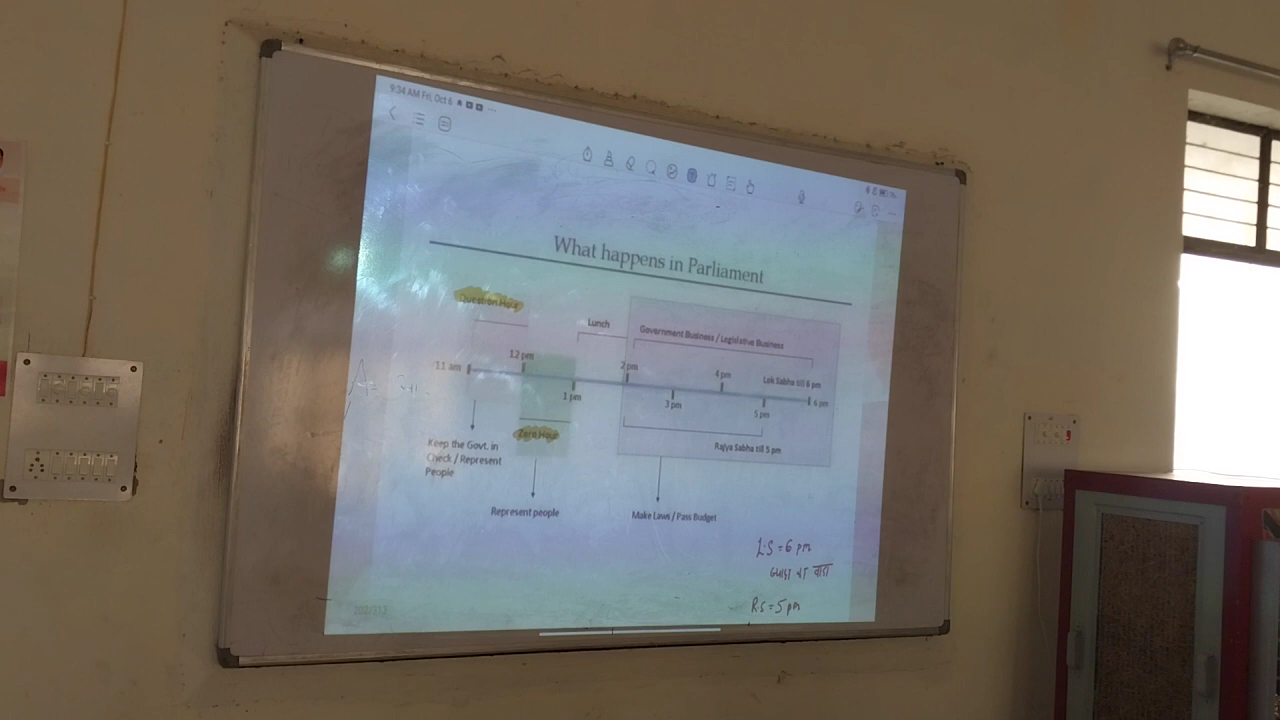 9:34 AM Fri, Oct 6
What happens in Parliament
Question Hour
Lunch
Government Business / Legislative Business
11 am
12 pm
1 pm
2 pm
3 pm
4 pm
5 pm
6 pm
Lok Sabha till 6 pm
Rajya Sabha till 5 pm
Zero Hour
Keep the Govt. in
Check / Represent
People
Represent people
Make Laws / Pass Budget
L.S = 6 pm
R.S = 5 pm